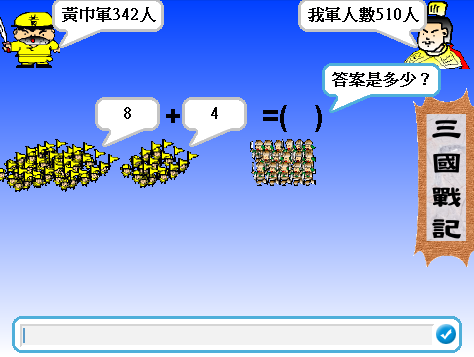 黃巾軍342人
我軍人數510人
答案是多少？
8 + 4 =( )
三國戰記